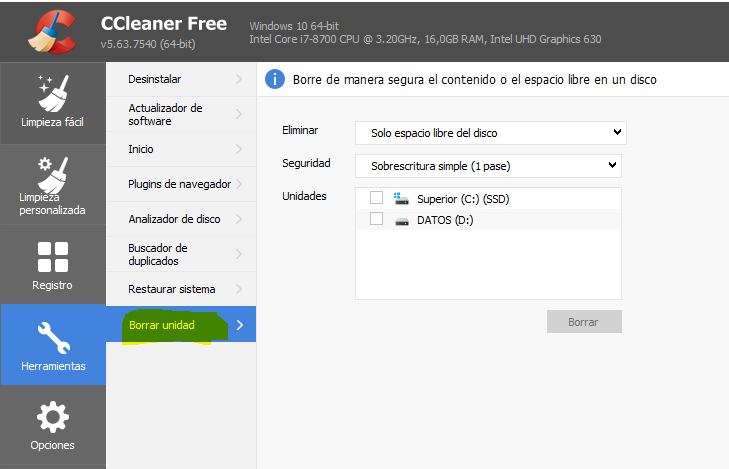 CCleaner Free
v5.63.7540 (64-bit)
Windows 10 64-bit
Intel Core i7-8700 CPU @ 3.20GHz, 16,0GB RAM, Intel UHD Graphics 630
Limpieza fácil
Limpieza
personalizada
Registro
Herramientas
Opciones
Desinstalar
Actualizador de
software
Inicio
Plugins de navegador
Analizador de disco
Buscador de
duplicados
Restaurar sistema
Borrar unidad
Borre de manera segura el contenido o el espacio libre en un disco
Eliminar
Solo espacio libre del disco
Seguridad
Sobrescritura simple (1 pase)
Unidades
Superior (C:) (SSD)
DATOS (D:)
Borrar